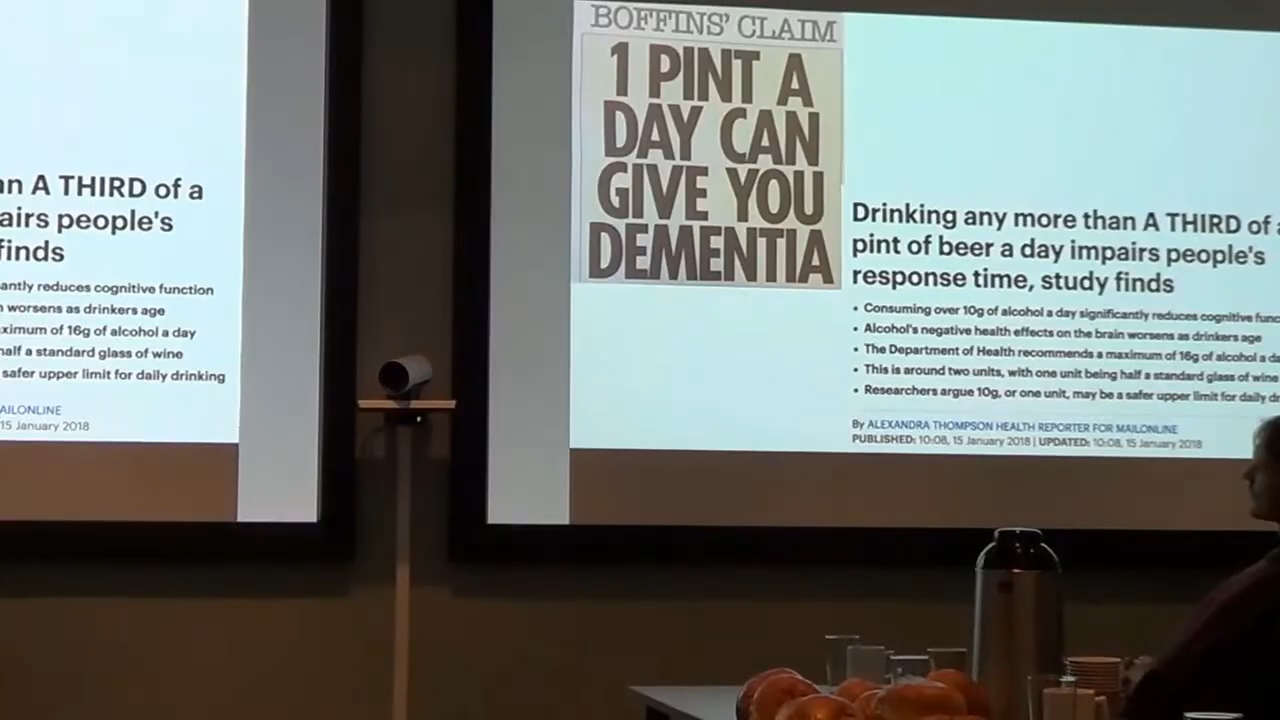 an A THIRD of a
airs people's
finds
antly reduces cognitive function
worsens as drinkers age
ximum of 16g of alcohol a day
half a standard glass of wine
safer upper limit for daily drinking
AILONLINE
15 January 2018
BOFFINS' CLAIM
1 PINT A
DAY CAN
GIVE YOU
DEMENTIA
Drinking any more than A THIRD of a
pint of beer a day impairs people's
response time, study finds
• Consuming over 10g of alcohol a day significantly reduces cognitive func
• Alcohol's negative health effects on the brain worsens as drinkers age
• The Department of Health recommends a maximum of 16g of alcohol a da
• This is around two units, with one unit being half a standard glass of wine
• Researchers argue 10g, or one unit, may be a safer upper limit for daily dr
By ALEXANDRA THOMPSON HEALTH REPORTER FOR MAILONLINE
PUBLISHED: 10:08, 15 January 2018 | UPDATED: 10:08, 15 January 2018